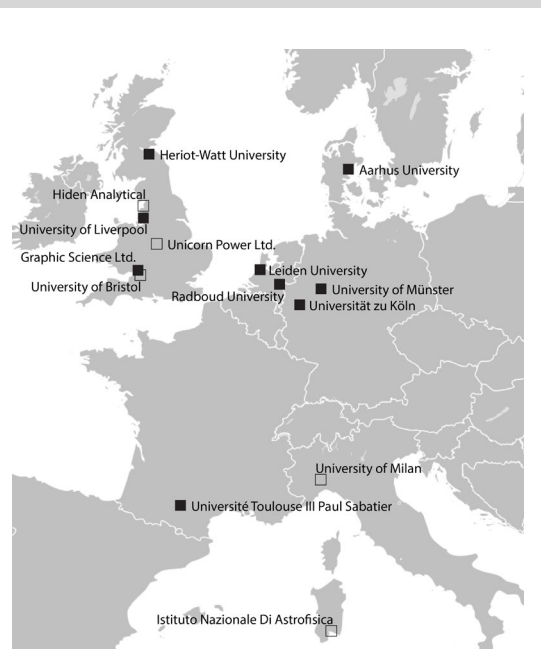 Heriot-Watt University
Aarhus University
Hiden Analytical
University of Liverpool
Unicorn Power Ltd.
Graphic Science Ltd.
University of Bristol
Leiden University
Radboud University
University of Münster
Universität zu Köln
University of Milan
Université Toulouse III Paul Sabatier
Istituto Nazionale Di Astrofisica